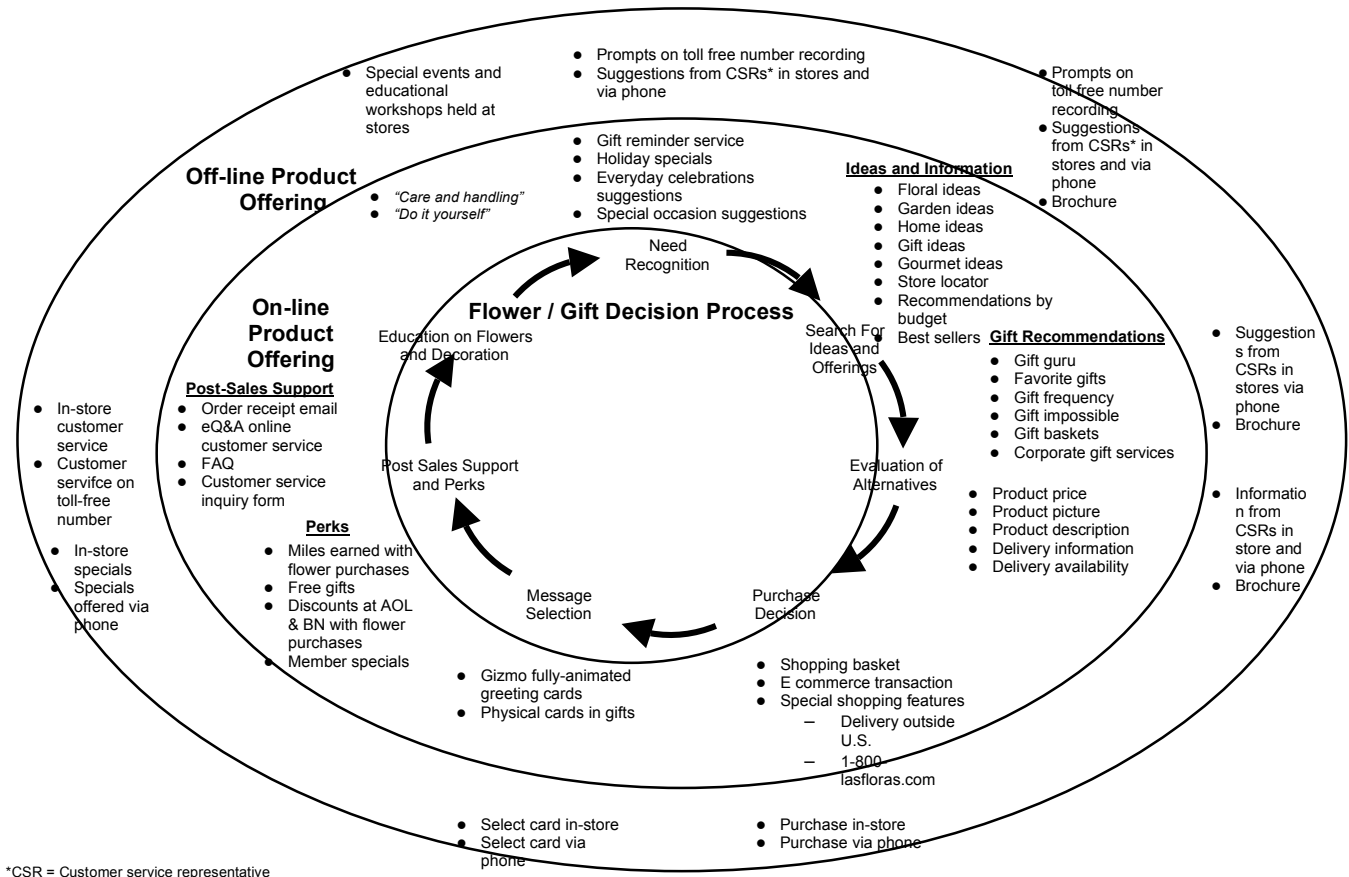 ● Special events and
educational
workshops held at
stores
● Prompts on toll free number recording
● Suggestions from CSRs* in stores and
via phone
● Prompts on
toll-free number
recording
● Suggestions
from CSRs* in
stores and via
phone
● Brochure
Off-line Product
Offering
● "Care and handling"
● "Do it yourself"
● Gift reminder service
● Holiday specials
● Everyday celebrations
suggestions
● Special occasion suggestions
Ideas and Information
● Floral ideas
● Garden ideas
● Home ideas
● Gift ideas
● Gourmet ideas
● Store locator
● Recommendations by
budget
● Best sellers
Need
Recognition
Flower / Gift Decision Process
On-line
Product
Offering
Education on Flowers
and Decoration
Search For
Ideas and
Offerings
Gift Recommendations
● Gift guru
● Favorite gifts
● Gift frequency
● Gift impossible
● Gift baskets
● Corporate gift services
● Suggestion
s from
CSRs in
stores via
phone
● Brochure
Post-Sales Support
● Order receipt email
● eQ&A online
customer service
● FAQ
● Customer service
inquiry form
● In-store
customer
service
● Customer
servifce on
toll-free
number
Post Sales Support
and Perks
Evaluation of
Alternatives
● Product price
● Product picture
● Product description
● Delivery information
● Delivery availability
● Informatio
n from
CSRs in
store and
via phone
● Brochure
Perks
● Miles earned with
flower purchases
● Free gifts
● Discounts at AOL
& BN with flower
purchases
● Member specials
● In-store
specials
● Specials
offered via
phone
Message
Selection
Purchase
Decision
● Gizmo fully-animated
greeting cards
● Physical cards in gifts
● Shopping basket
● E commerce transaction
● Special shopping features
– Delivery outside
U.S.
– 1-800-
lasfloras.com
● Select card in-store
● Select card via
phone
● Purchase in-store
● Purchase via phone
*CSR = Customer service representative